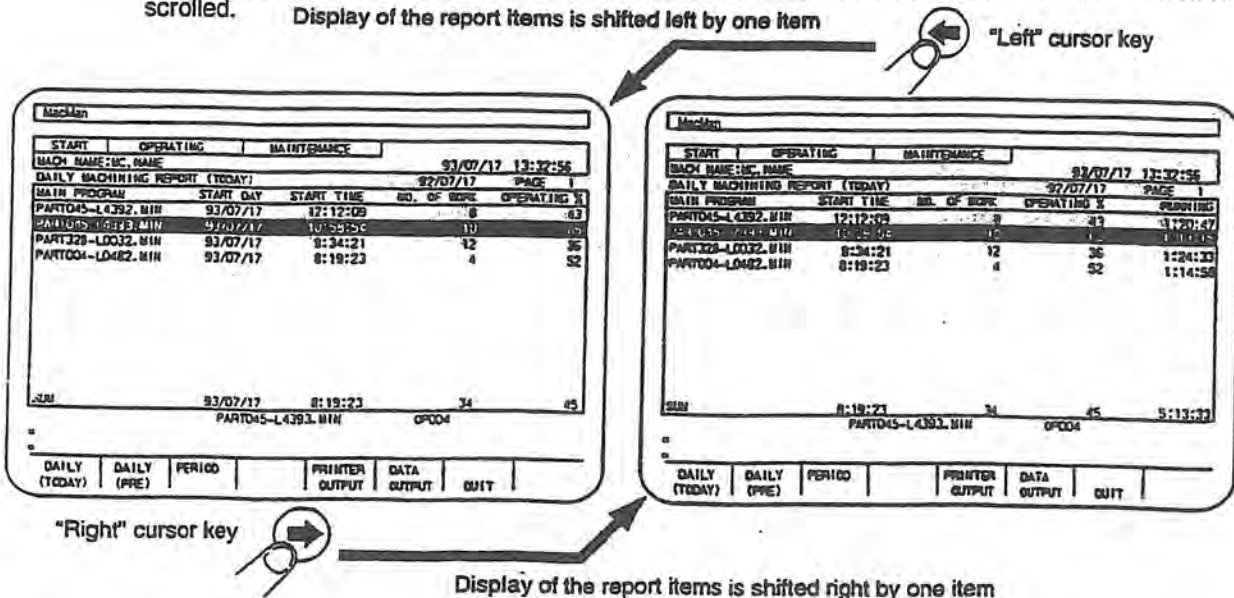 scrolled.
Display of the report items is shifted left by one item
"Left" cursor key
MacMan
START OPERATING MAINTENANCE
MACH NAME:MC.NAME 93/07/17 13:32:56
DAILY MACHINING REPORT (TODAY) 92/07/17 PAGE 1
MAIN PROGRAM START DAY START TIME NO. OF WORK OPERATING %
PART045-L4392.MIN 93/07/17 12:12:09 8 43
93/07/17 10
PART328-L0032.MIN 93/07/17 8:34:21 12 36
PART004-L0482.MIN 93/07/17 8:19:23 4 52
SUM 93/07/17 8:19:23 34 45
PART045-L4393.MIN OP004
DAILY (TODAY) DAILY (PRE) PERIOD PRINTER OUTPUT DATA OUTPUT QUIT
MacMan
START OPERATING MAINTENANCE
MACH NAME:MC.NAME 93/07/17 13:32:56
DAILY MACHINING REPORT (TODAY) 92/07/17 PAGE 1
MAIN PROGRAM START TIME NO. OF WORK OPERATING % RUNNING
PART045-L4392.MIN 12:12:09 8 43 1:20:47
PART328-L0032.MIN 8:34:21 12 36 1:24:33
PART004-L0482.MIN 8:19:23 4 52 1:14:58
SUM 8:19:23 34 45 5:13:33
PART045-L4393.MIN OP004
DAILY (TODAY) DAILY (PRE) PERIOD PRINTER OUTPUT DATA OUTPUT QUIT
"Right" cursor key
Display of the report items is shifted right by one item